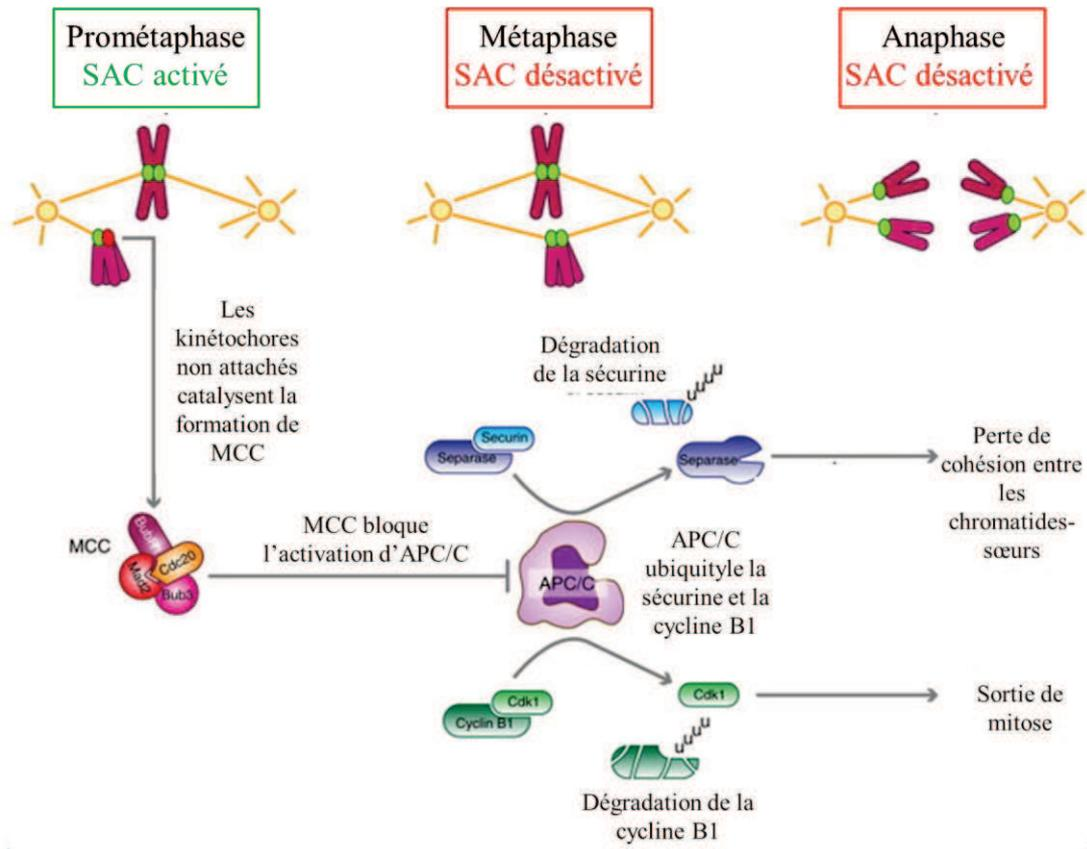 Prométaphase
SAC activé
Métaphase
SAC désactivé
Anaphase
SAC désactivé
Les
kinétochores
non attachés
catalysent la
formation de
MCC
Dégradation
de la sécurine
uuuu
Securin
Separase
Separase
Perte de
cohésion entre
les
chromatides-
sœurs
MCC
Cdc20
Mad2
Bub3
MCC bloque
l’activation d’APC/C
APC/C
APC/C
ubiquityle la
sécurine et la
cycline B1
Cdk1
Cyclin B1
Cdk1
Sortie de
mitose
uuuu
Dégradation de la
cycline B1